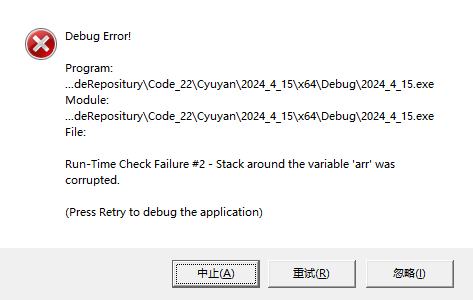 Debug Error!
Program:
...deRepositury\Code_22\Cyuyan\2024_4_15\x64\Debug\2024_4_15.exe
Module:
...deRepositury\Code_22\Cyuyan\2024_4_15\x64\Debug\2024_4_15.exe
File:
Run-Time Check Failure #2 - Stack around the variable 'arr' was
corrupted.
(Press Retry to debug the application)
中止(A) 重试(R) 忽略(I)